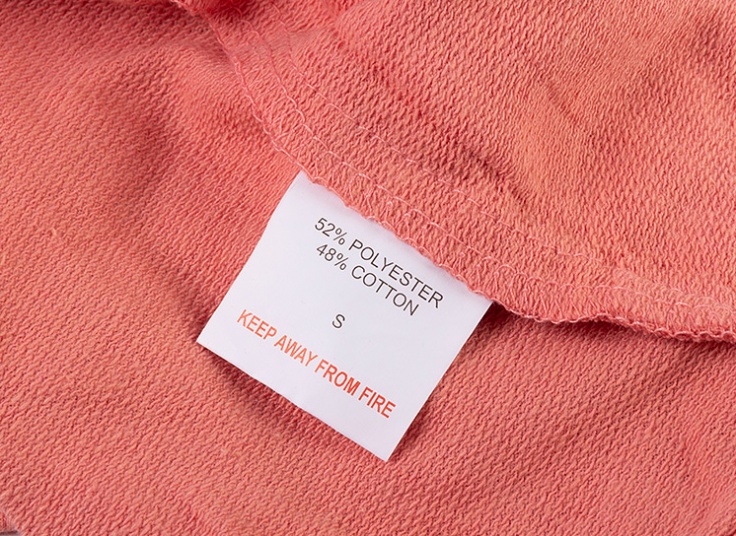 52% POLYESTER
48% COTTON
S
KEEP AWAY FROM FIRE